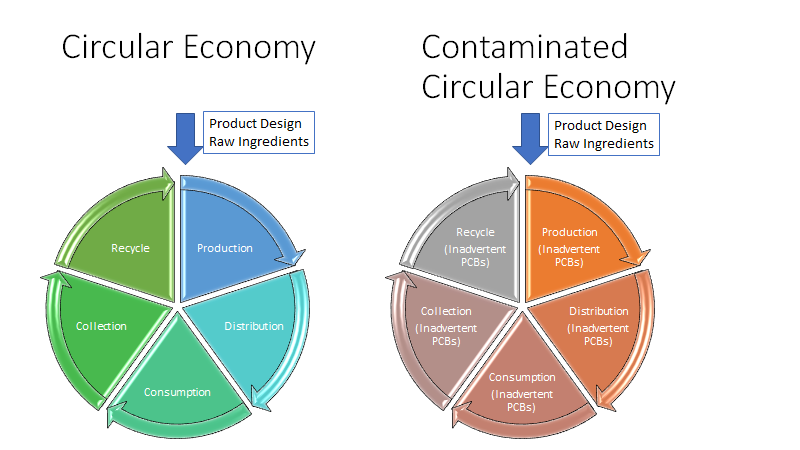 Circular Economy
Product Design
Raw Ingredients
Production
Distribution
Consumption
Collection
Recycle
Contaminated
Circular Economy
Product Design
Raw Ingredients
Production
(Inadvertent
PCBs)
Distribution
(Inadvertent
PCBs)
Consumption
(Inadvertent
PCBs)
Collection
(Inadvertent
PCBs)
Recycle
(Inadvertent
PCBs)